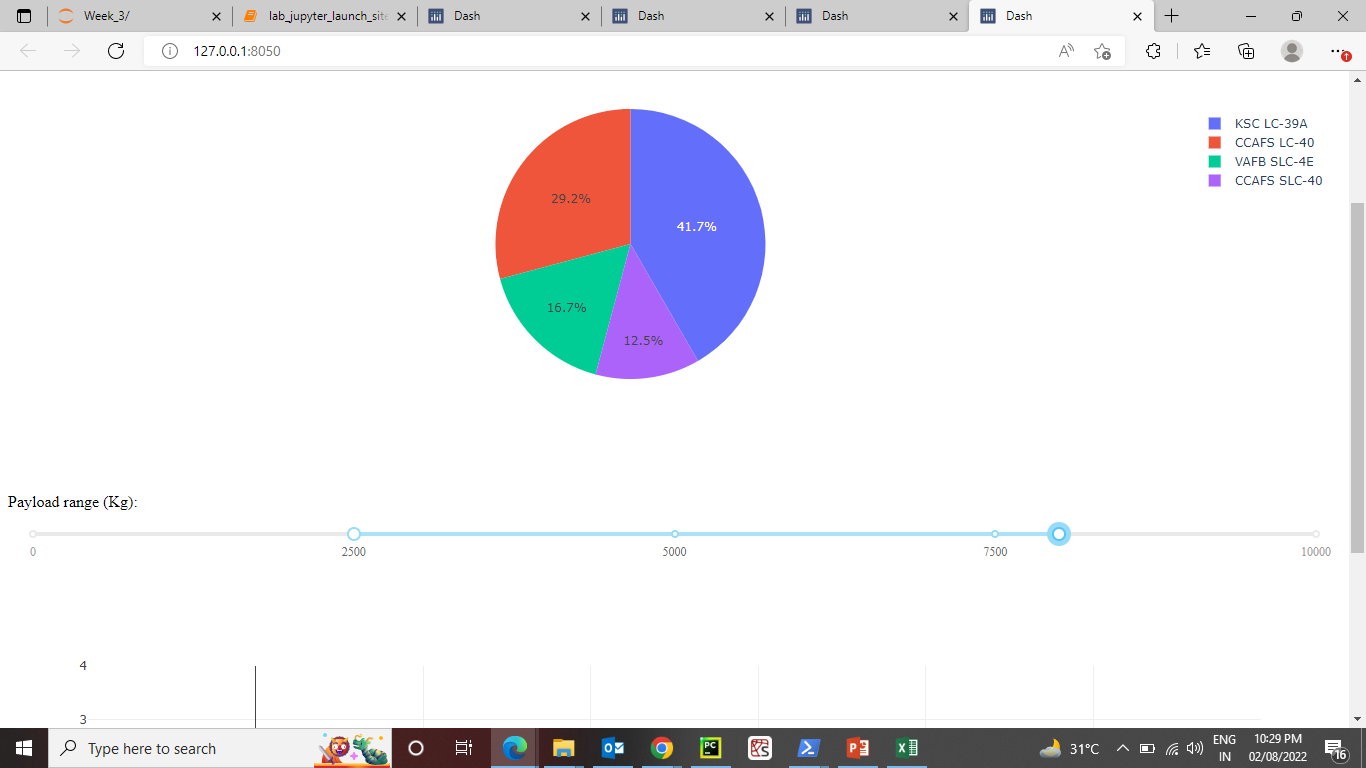 Week_3/
lab_jupyter_launch_site
Dash
Dash
Dash
Dash
127.0.0.1:8050
KSC LC-39A
CCAFS LC-40
VAFB SLC-4E
CCAFS SLC-40
29.2%
41.7%
16.7%
12.5%
Payload range (Kg):
0 2500 5000 7500 10000
4
3
Type here to search
31°C
ENG
IN
10:29 PM
02/08/2022
16